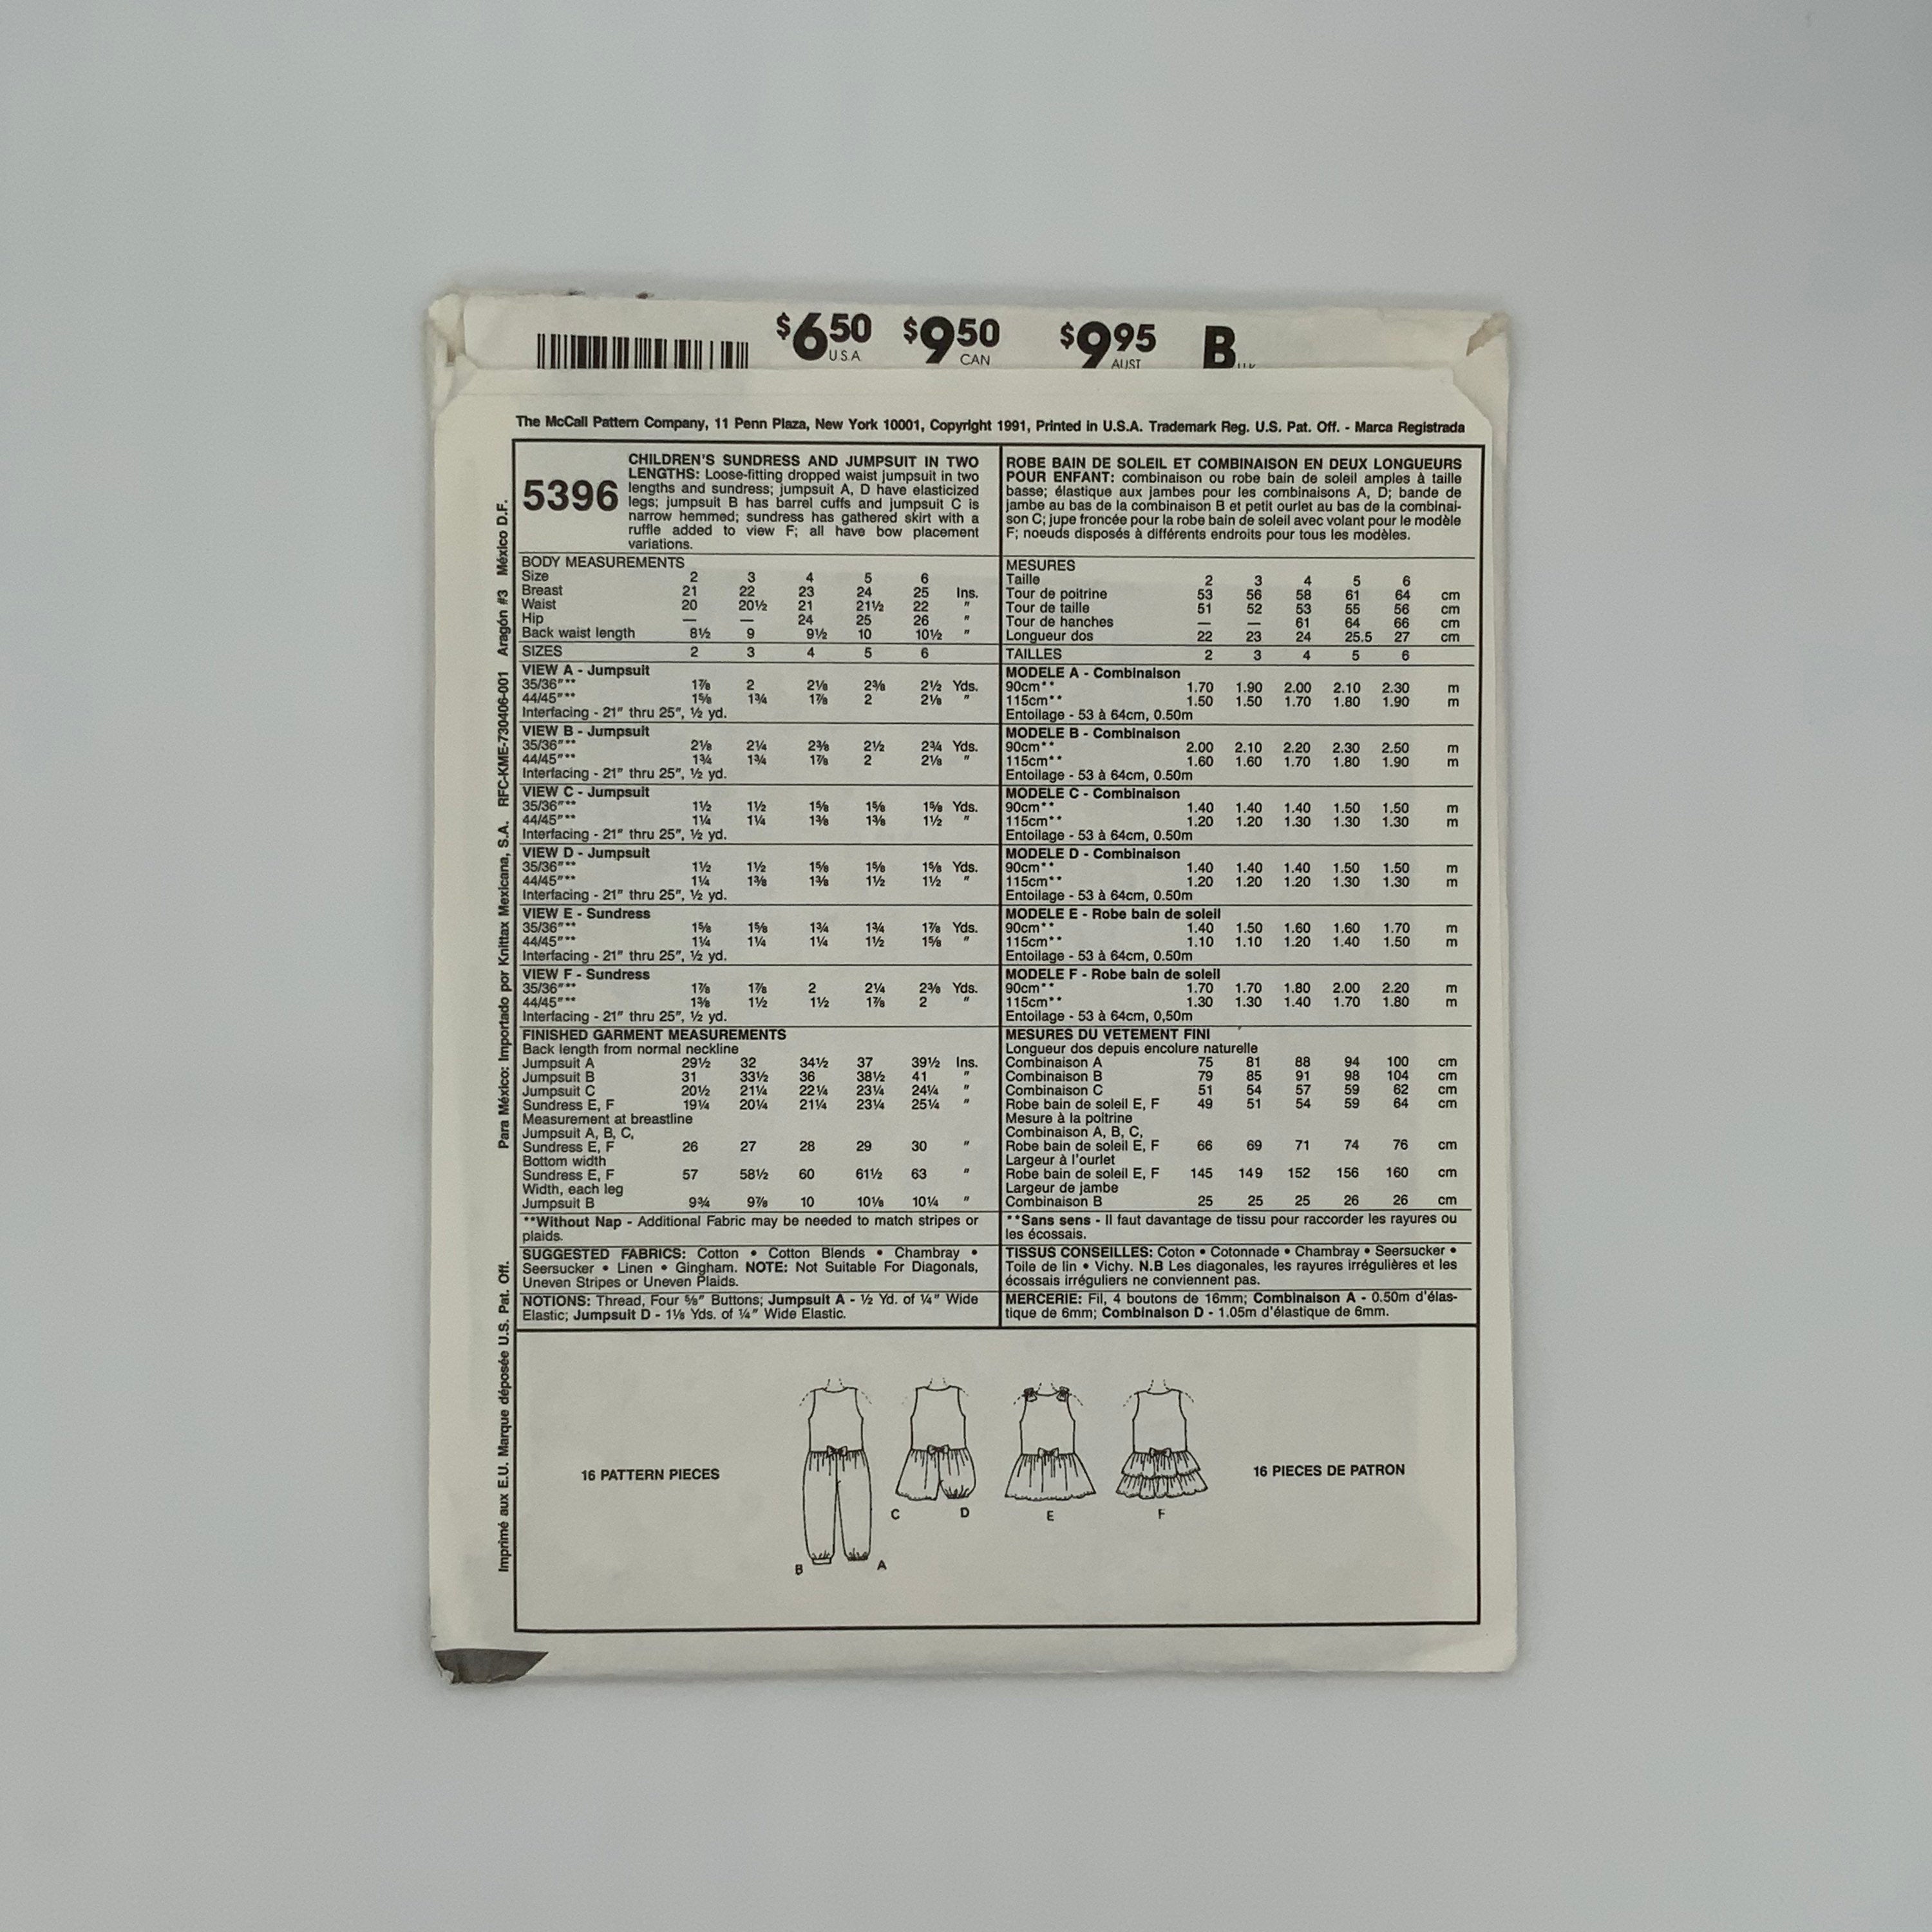 $6 50 U.S.A $9 50 CAN $9 95 AUST B
The McCall Pattern Company, 11 Penn Plaza, New York 10001, Copyright 1991, Printed in U.S.A. Trademark Reg. U.S. Pat. Off. - Marca Registrada
5396
CHILDREN'S SUNDRESS AND JUMPSUIT IN TWO
LENGTHS: Loose-fitting dropped waist jumpsuit in two
lengths and sundress; jumpsuit A, D have elasticized
legs; jumpsuit B has barrel cuffs and jumpsuit C is
narrow hemmed; sundress has gathered skirt with a
ruffle added to view F; all have bow placement
variations.
BODY MEASUREMENTS
Size 2 3 4 5 6
Breast 21 22 23 24 25 Ins.
Waist 20 20½ 21 21½ 22 "
Hip — — 24 25 26 "
Back waist length 8½ 9 9½ 10 10½ "
SIZES 2 3 4 5 6
VIEW A - Jumpsuit
35/36"** 1⅞ 2 2⅛ 2⅜ 2½ Yds.
44/45"** 1⅝ 1¾ 1⅞ 2 2⅛ "
Interfacing - 21" thru 25", ½ yd.
VIEW B - Jumpsuit
35/36"** 2⅛ 2¼ 2⅜ 2½ 2¾ Yds.
44/45"** 1¾ 1¾ 1⅞ 2 2⅛ "
Interfacing - 21" thru 25", ½ yd.
VIEW C - Jumpsuit
35/36"** 1½ 1½ 1⅝ 1⅝ 1⅝ Yds.
44/45"** 1¼ 1¼ 1⅜ 1⅜ 1½ "
Interfacing - 21" thru 25", ½ yd.
VIEW D - Jumpsuit
35/36"** 1½ 1½ 1⅝ 1⅝ 1⅝ Yds.
44/45"** 1¼ 1⅜ 1⅜ 1½ 1½ "
Interfacing - 21" thru 25", ½ yd.
VIEW E - Sundress
35/36"** 1⅝ 1⅝ 1¾ 1¾ 1⅞ Yds.
44/45"** 1¼ 1¼ 1¼ 1½ 1⅝ "
Interfacing - 21" thru 25", ½ yd.
VIEW F - Sundress
35/36"** 1⅞ 1⅞ 2 2¼ 2⅜ Yds.
44/45"** 1⅜ 1½ 1½ 1⅞ 2 "
Interfacing - 21" thru 25", ½ yd.
FINISHED GARMENT MEASUREMENTS
Back length from normal neckline
Jumpsuit A 29½ 32 34½ 37 39½ Ins.
Jumpsuit B 31 33½ 36 38½ 41 "
Jumpsuit C 20½ 21¼ 22¼ 23¼ 24¼ "
Sundress E, F 19¼ 20¼ 21¼ 23¼ 25¼ "
Measurement at breastline
Jumpsuit A, B, C,
Sundress E, F 26 27 28 29 30 "
Bottom width
Sundress E, F 57 58½ 60 61½ 63 "
Width, each leg
Jumpsuit B 9¾ 9⅞ 10 10⅛ 10¼ "
**Without Nap - Additional Fabric may be needed to match stripes or
plaids.
SUGGESTED FABRICS: Cotton • Cotton Blends • Chambray •
Seersucker • Linen • Gingham. NOTE: Not Suitable For Diagonals,
Uneven Stripes or Uneven Plaids.
NOTIONS: Thread, Four ⅝" Buttons; Jumpsuit A - ½ Yd. of ¼" Wide
Elastic; Jumpsuit D - 1⅛ Yds. of ¼" Wide Elastic.
ROBE BAIN DE SOLEIL ET COMBINAISON EN DEUX LONGUEURS
POUR ENFANT: combinaison ou robe bain de soleil amples à taille
basse; élastique aux jambes pour les combinaisons A, D; bande de
jambe au bas de la combinaison B et petit ourlet au bas de la combinai-
son C; jupe froncée pour la robe bain de soleil avec volant pour le modèle
F; noeuds disposés à différents endroits pour tous les modèles.
MESURES
Taille 2 3 4 5 6
Tour de poitrine 53 56 58 61 64 cm
Tour de taille 51 52 53 55 56 cm
Tour de hanches — — 61 64 66 cm
Longueur dos 22 23 24 25.5 27 cm
TAILLES 2 3 4 5 6
MODELE A - Combinaison
90cm** 1.70 1.90 2.00 2.10 2.30 m
115cm** 1.50 1.50 1.70 1.80 1.90 m
Entoilage - 53 à 64cm, 0.50m
MODELE B - Combinaison
90cm** 2.00 2.10 2.20 2.30 2.50 m
115cm** 1.60 1.60 1.70 1.80 1.90 m
Entoilage - 53 à 64cm, 0.50m
MODELE C - Combinaison
90cm** 1.40 1.40 1.40 1.50 1.50 m
115cm** 1.20 1.20 1.30 1.30 1.30 m
Entoilage - 53 à 64cm, 0.50m
MODELE D - Combinaison
90cm** 1.40 1.40 1.40 1.50 1.50 m
115cm** 1.20 1.20 1.20 1.30 1.30 m
Entoilage - 53 à 64cm, 0.50m
MODELE E - Robe bain de soleil
90cm** 1.40 1.50 1.60 1.60 1.70 m
115cm** 1.10 1.10 1.20 1.40 1.50 m
Entoilage - 53 à 64cm, 0.50m
MODELE F - Robe bain de soleil
90cm** 1.70 1.70 1.80 2.00 2.20 m
115cm** 1.30 1.30 1.40 1.70 1.80 m
Entoilage - 53 à 64cm, 0,50m
MESURES DU VETEMENT FINI
Longueur dos depuis encolure naturelle
Combinaison A 75 81 88 94 100 cm
Combinaison B 79 85 91 98 104 cm
Combinaison C 51 54 57 59 62 cm
Robe bain de soleil E, F 49 51 54 59 64 cm
Mesure à la poitrine
Combinaison A, B, C,
Robe bain de soleil E, F 66 69 71 74 76 cm
Largeur à l'ourlet
Robe bain de soleil E, F 145 149 152 156 160 cm
Largeur de jambe
Combinaison B 25 25 25 26 26 cm
**Sans sens - Il faut davantage de tissu pour raccorder les rayures ou
les écossais.
TISSUS CONSEILLES: Coton • Cotonnade • Chambray • Seersucker •
Toile de lin • Vichy. N.B Les diagonales, les rayures irrégulières et les
écossais irréguliers ne conviennent pas.
MERCERIE: Fil, 4 boutons de 16mm; Combinaison A - 0.50m d'élas-
tique de 6mm; Combinaison D - 1.05m d'élastique de 6mm.
16 PATTERN PIECES
B A C D E F
16 PIECES DE PATRON
Imprimé aux E.U. Marque déposée U.S. Pat. Off.
Para México: Importado por Knittax Mexicana, S.A. RFC-KME-730406-001 Aragón #3 México D.F.